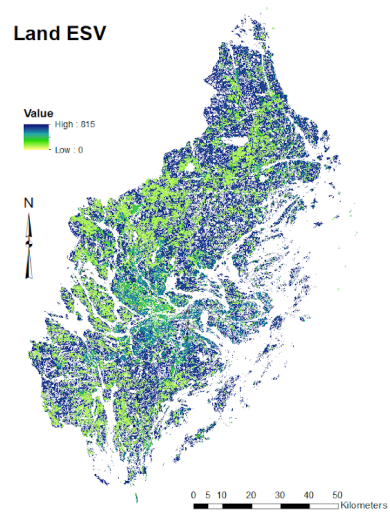 Land ESV
Value
High : 815
Low : 0
N
0 5 10 20 30 40 50
Kilometers